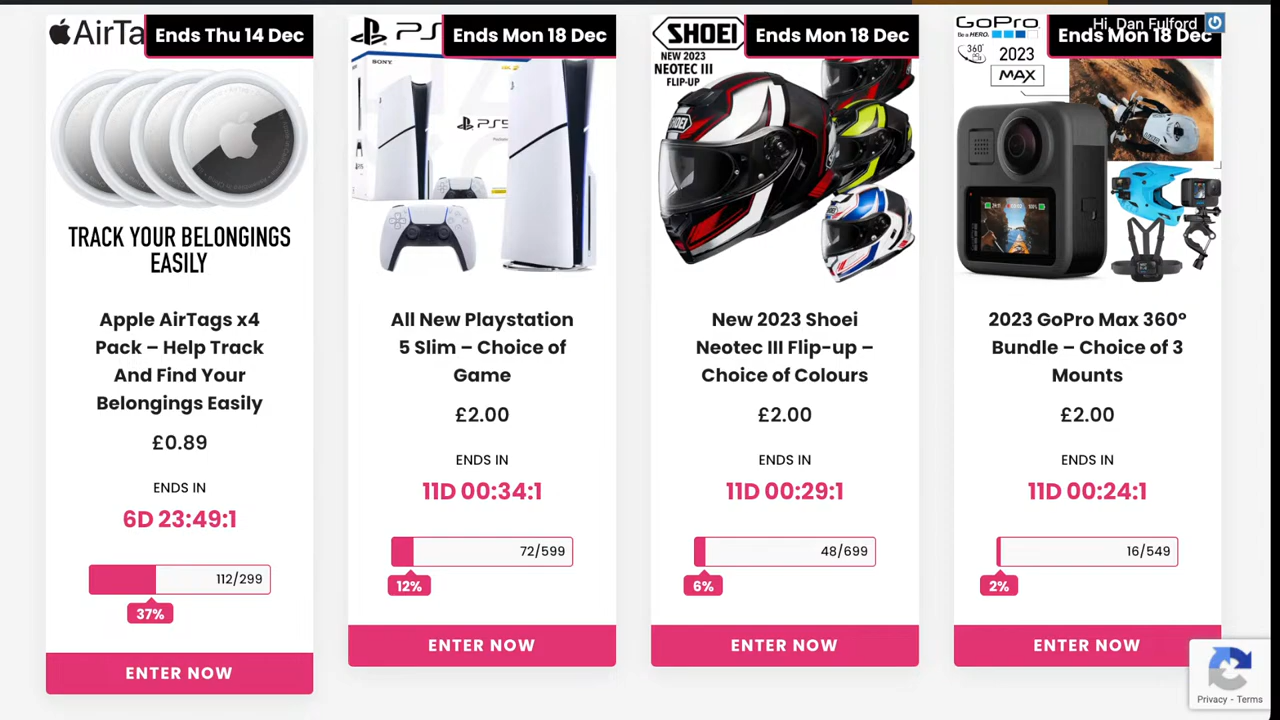 Hi, Dan Fulford
AirTa
Ends Thu 14 Dec
TRACK YOUR BELONGINGS
EASILY
Apple AirTags x4
Pack – Help Track
And Find Your
Belongings Easily
£0.89
ENDS IN
6D 23:49:1
112/299
37%
ENTER NOW
PS
Ends Mon 18 Dec
SONY
PS5
All New Playstation
5 Slim – Choice of
Game
£2.00
ENDS IN
11D 00:34:1
72/599
12%
ENTER NOW
SHOEI
Ends Mon 18 Dec
NEW 2023
NEOTEC III
FLIP-UP
SHOEI
New 2023 Shoei
Neotec III Flip-up –
Choice of Colours
£2.00
ENDS IN
11D 00:29:1
48/699
6%
ENTER NOW
GoPro
Be a HERO.
Ends Mon 18 Dec
360°
2023
MAX
2023 GoPro Max 360°
Bundle – Choice of 3
Mounts
£2.00
ENDS IN
11D 00:24:1
16/549
2%
ENTER NOW
Privacy - Terms